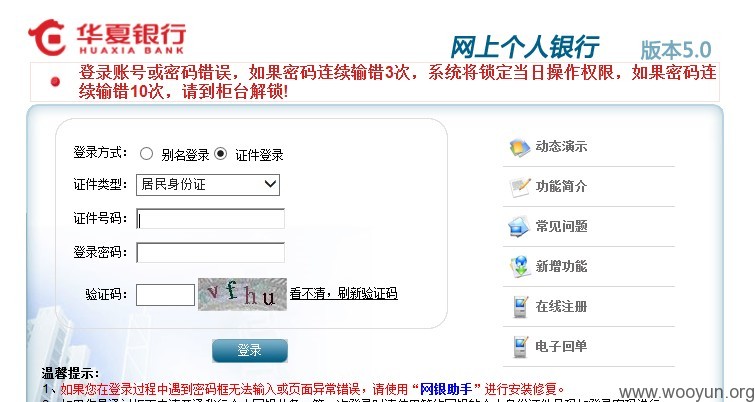 华夏银行
HUAXIA BANK
网上个人银行 版本5.0
登录账号或密码错误，如果密码连续输错3次，系统将锁定当日操作权限，如果密码连
续输错10次，请到柜台解锁!
登录方式： 别名登录 证件登录
证件类型： 居民身份证
证件号码：
登录密码：
验证码： vfhu 看不清，刷新验证码
登录
动态演示
功能简介
常见问题
新增功能
在线注册
电子回单
温馨提示：
1、如果您在登录过程中遇到密码框无法输入或页面异常错误，请使用“网银助手”进行安装修复。
www.wooyun.org